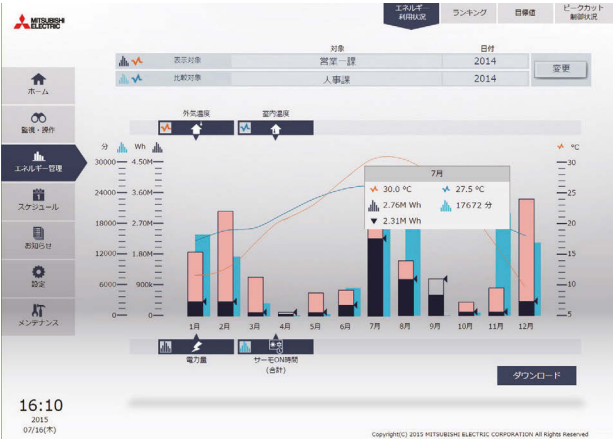 MITSUBISHI
ELECTRIC
エネルギー
利用状況
ランキング
目標値
ピークカット
制御状況
対象
日付
表示対象
営業一課
2014
比較対象
人事課
2014
変更
ホーム
監視・操作
エネルギー管理
スケジュール
お知らせ
設定
メンテナンス
外気温度
室内温度
分
Wh
°C
30000
4.50M
30
24000
3.60M
25
18000
2.70M
20
12000
1.80M
15
6000
900k
10
0
0
5
7月
30.0 °C
27.5 °C
2.76M Wh
17672 分
▼ 2.31M Wh
1月 2月 3月 4月 5月 6月 7月 8月 9月 10月 11月 12月
電力量
サーモON時間
(合計)
ダウンロード
16:10
2015
07/16(木)
Copyright(C) 2015 MITSUBISHI ELECTRIC CORPORATION All Rights Reserved